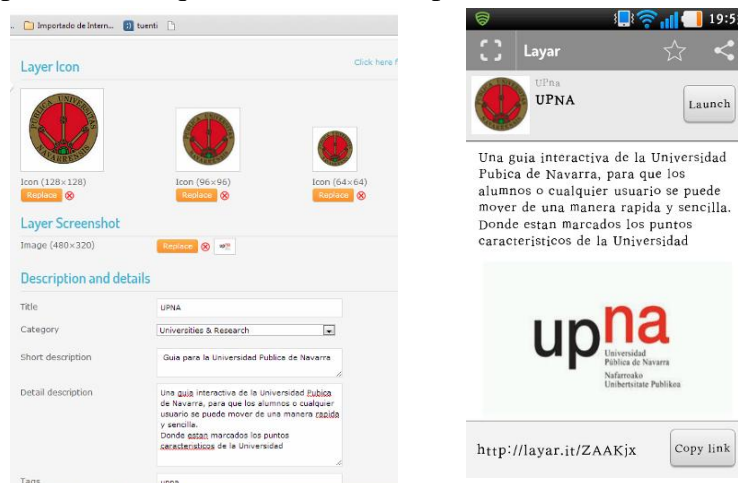 Importado de Intern...
tuenti
Layer Icon
Click here f
PUBLICA UNIVERSITAS
NAVARRENSIS
Icon (128×128)
Icon (96×96)
Icon (64×64)
Replace
Replace
Replace
Layer Screenshot
Image (480×320)
Replace
upna
Description and details
Title
UPNA
Category
Universities & Research
Short description
Guia para la Universidad Publica de Navarra
Detail description
Una guia interactiva de la Universidad Pubica
de Navarra, para que los alumnos o cualquier
usuario se puede mover de una manera rapida
y sencilla.
Donde estan marcados los puntos
caracteristicos de la Universidad
Tags
upna
19:5
Layar
UPna
UPNA
Launch
Una guia interactiva de la Universidad
Pubica de Navarra, para que los
alumnos o cualquier usuario se puede
mover de una manera rapida y sencilla.
Donde estan marcados los puntos
caracteristicos de la Universidad
upna
Universidad
Pública de Navarra
Nafarroako
Unibertsitate Publikoa
http://layar.it/ZAAKjx
Copy link